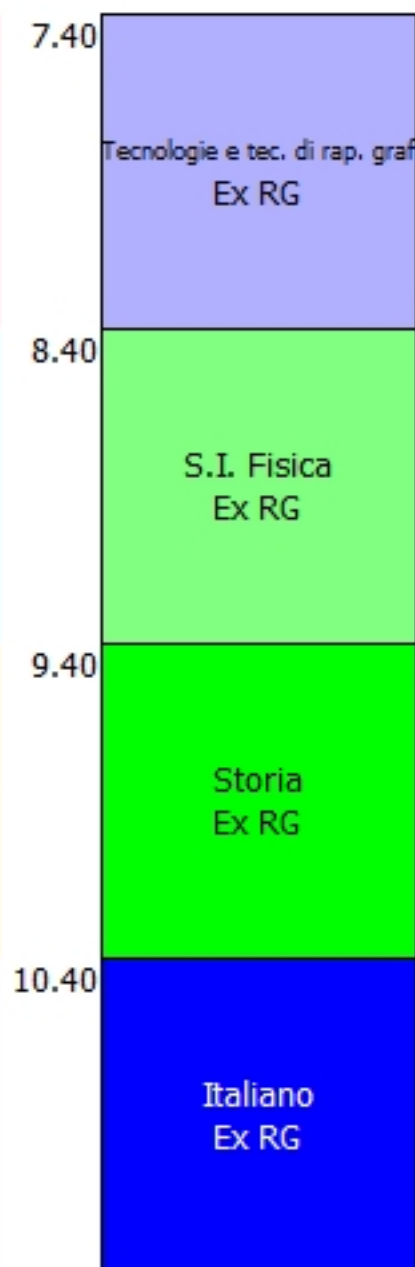 7.40
Tecnologie e tec. di rap. graf
Ex RG
8.40
S.I. Fisica
Ex RG
9.40
Storia
Ex RG
10.40
Italiano
Ex RG